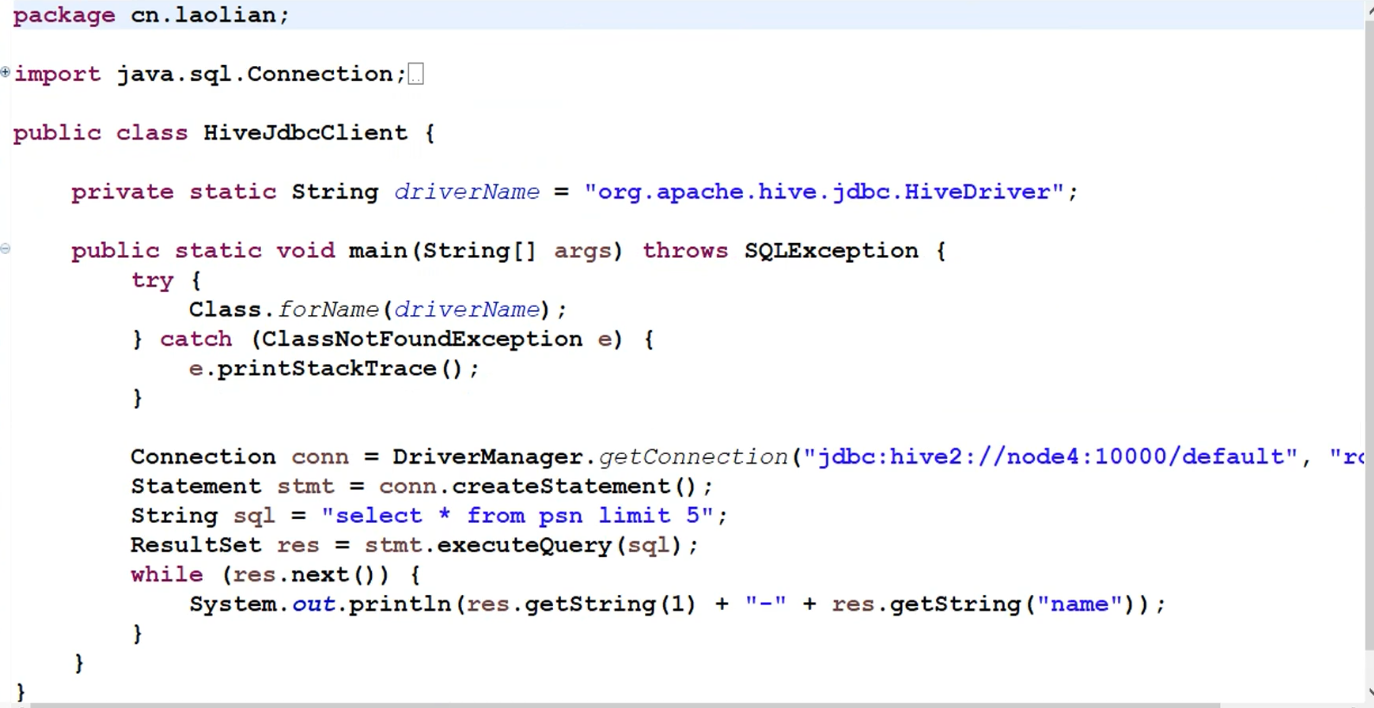 package cn.laolian;
import java.sql.Connection;
public class HiveJdbcClient {
private static String driverName = "org.apache.hive.jdbc.HiveDriver";
public static void main(String[] args) throws SQLException {
try {
Class.forName(driverName);
} catch (ClassNotFoundException e) {
e.printStackTrace();
}
Connection conn = DriverManager.getConnection("jdbc:hive2://node4:10000/default",
Statement stmt = conn.createStatement();
String sql = "select * from psn limit 5";
ResultSet res = stmt.executeQuery(sql);
while (res.next()) {
System.out.println(res.getString(1) + "-" + res.getString("name"));
}
}
}